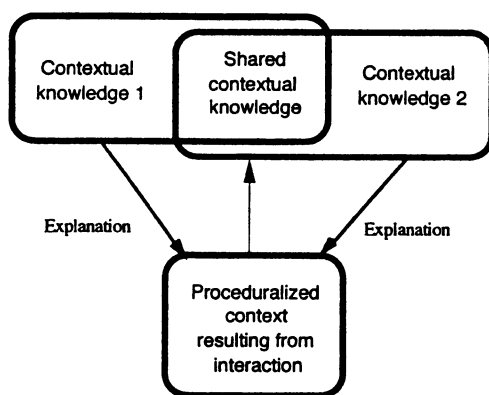 Contextual
knowledge 1
Shared
contextual
knowledge
Contextual
knowledge 2
Explanation
Explanation
Proceduralized
context
resulting from
interaction